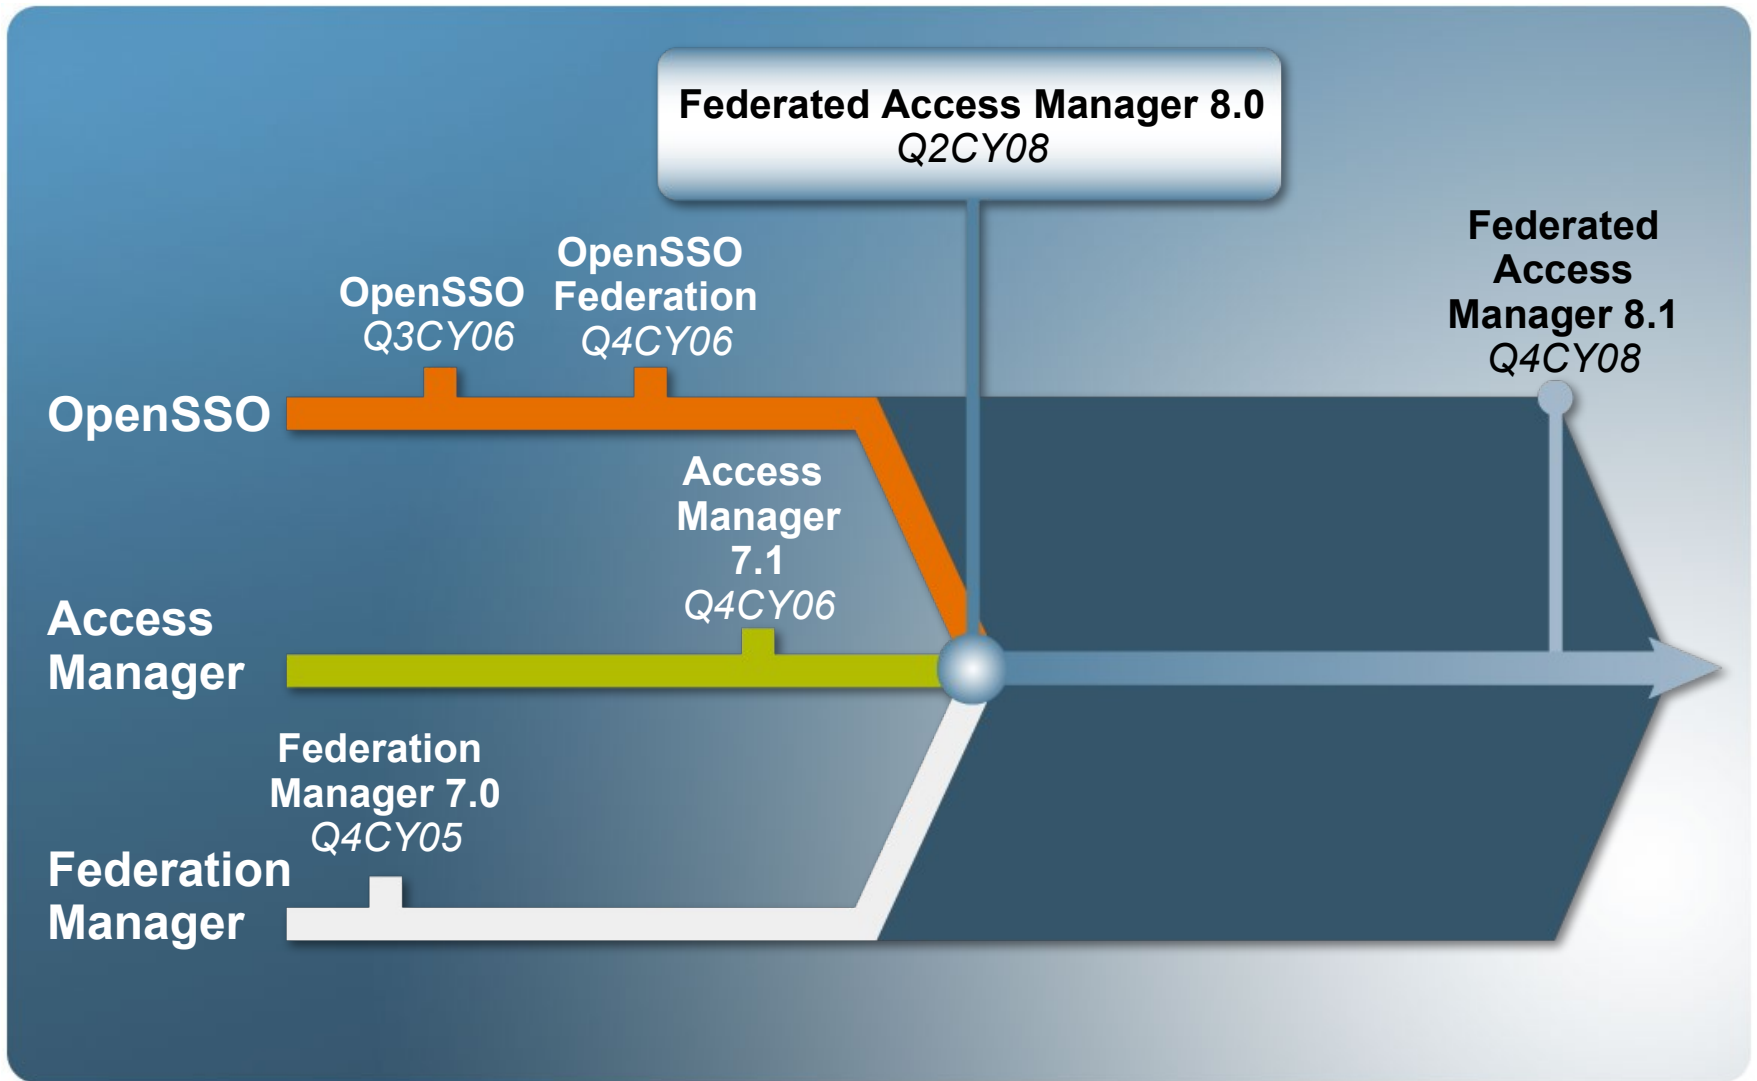 Federated Access Manager 8.0
Q2CY08
Federated
Access
Manager 8.1
Q4CY08
OpenSSO
Federation
Q4CY06
OpenSSO
Q3CY06
OpenSSO
Access
Manager
7.1
Q4CY06
Access
Manager
Federation
Manager 7.0
Q4CY05
Federation
Manager